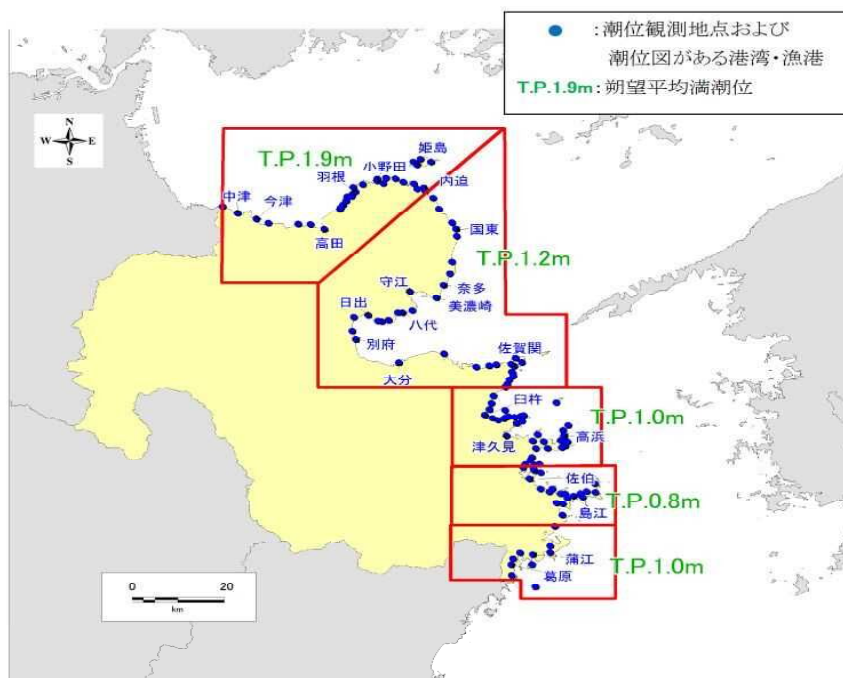 ● :潮位観測地点および
潮位図がある港湾・漁港
T.P.1.9m:朔望平均満潮位
N
W E
S
姫島
T.P.1.9m
小野田
羽根
内迫
中津
今津
国東
高田
T.P.1.2m
守江
奈多
日出
美濃崎
八代
別府
佐賀関
大分
臼杵
T.P.1.0m
津久見
高浜
佐伯
T.P.0.8m
島江
蒲江
T.P.1.0m
葛原
0 20
km